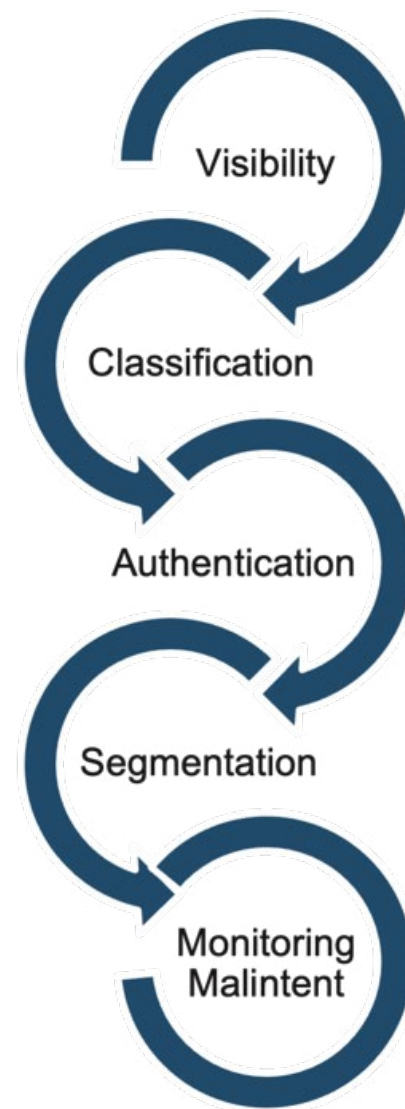 Visibility
Classification
Authentication
Segmentation
Monitoring
Malintent